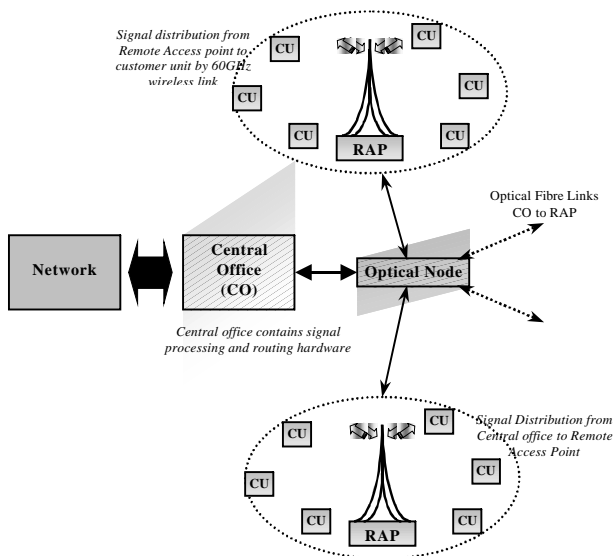 Signal distribution from
Remote Access point to
customer unit by 60GHz
wireless link
CU
CU
CU
CU
CU
CU
RAP
Optical Fibre Links
CO to RAP
Network
Central
Office
(CO)
Optical Node
Central office contains signal
processing and routing hardware
Signal Distribution from
Central office to Remote
Access Point
CU
CU
CU
CU
CU
CU
RAP